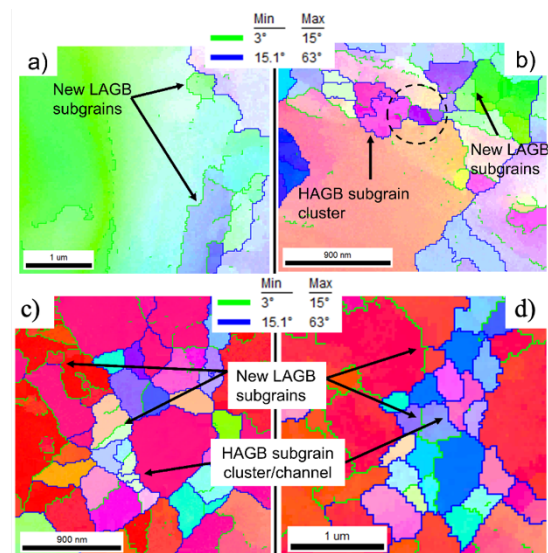 Min Max
3° 15°
15.1° 63°
a)
b)
New LAGB
subgrains
New LAGB
subgrains
HAGB subgrain
cluster
1 um
900 nm
Min Max
3° 15°
15.1° 63°
c)
d)
New LAGB
subgrains
HAGB subgrain
cluster/channel
900 nm
1 um